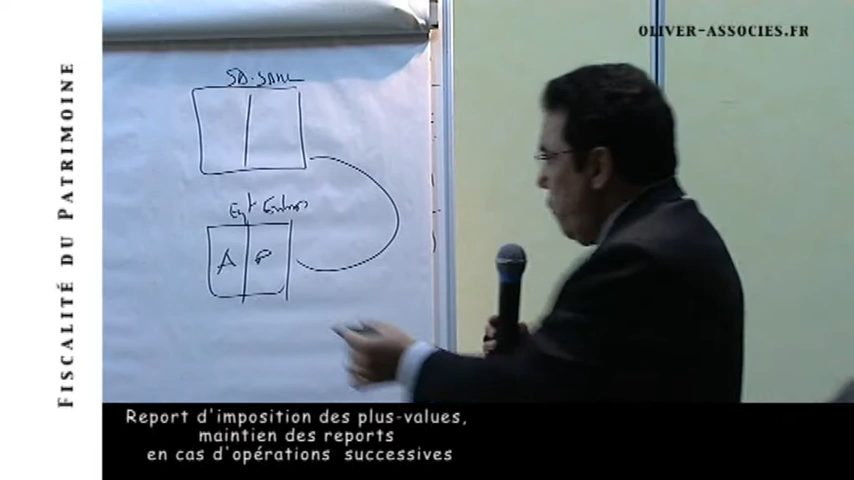 OLIVER-ASSOCIES.FR
FISCALITÉ DU PATRIMOINE
SA-SARL
A P
Report d'imposition des plus-values,
maintien des reports
en cas d'opérations successives